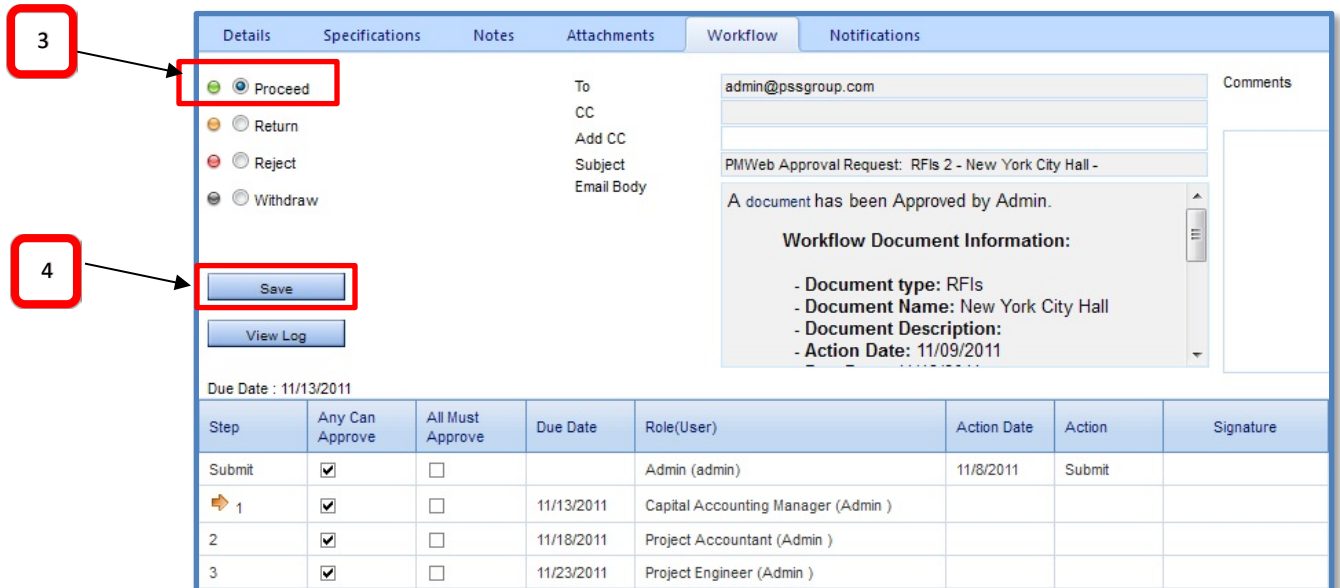 3
Details Specifications Notes Attachments Workflow Notifications
Proceed
Return
Reject
Withdraw
To admin@pssgroup.com
CC
Add CC
Subject PMWeb Approval Request: RFIs 2 - New York City Hall -
Email Body
A document has been Approved by Admin.
Workflow Document Information:
- Document type: RFIs
- Document Name: New York City Hall
- Document Description:
- Action Date: 11/09/2011
Comments
4
Save
View Log
Due Date : 11/13/2011
Step Any Can Approve All Must Approve Due Date Role(User) Action Date Action Signature
Submit Admin (admin) 11/8/2011 Submit
1 11/13/2011 Capital Accounting Manager (Admin )
2 11/18/2011 Project Accountant (Admin )
3 11/23/2011 Project Engineer (Admin )